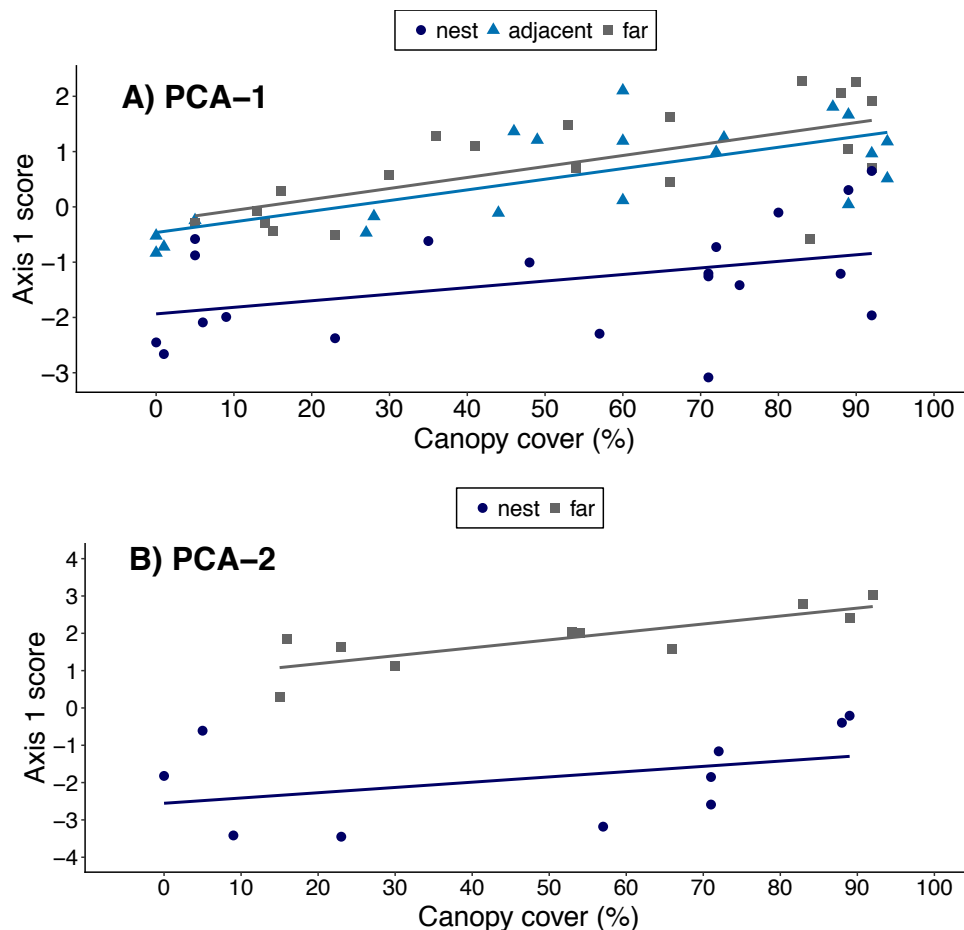 nest adjacent far
A) PCA−1
2
1
0
−1
−2
−3
Axis 1 score
0 10 20 30 40 50 60 70 80 90 100
Canopy cover (%)
nest far
B) PCA−2
4
3
2
1
0
−1
−2
−3
−4
Axis 1 score
0 10 20 30 40 50 60 70 80 90 100
Canopy cover (%)